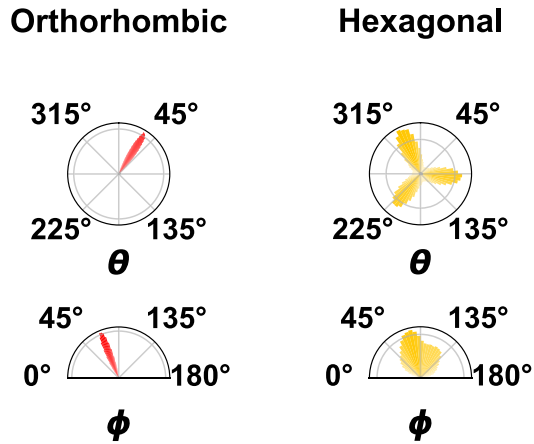 Orthorhombic Hexagonal
315° 45° 315° 45°
225° 135° 225° 135°
θ θ
45° 135° 45° 135°
0° 180° 0° 180°
ϕ ϕ